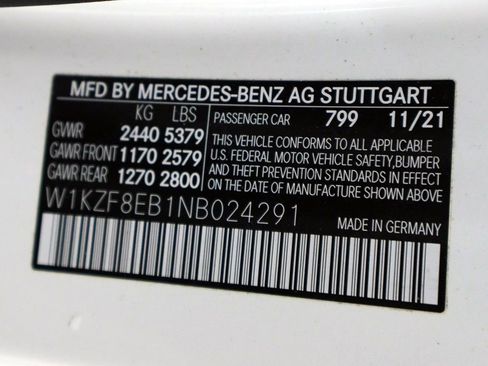 MFD BY MERCEDES-BENZ AG STUTTGART
KG LBS PASSENGER CAR 799 11/21
GVWR 2440 5379
GAWR FRONT 1170 2579
GAWR REAR 1270 2800
THIS VEHICLE CONFORMS TO ALL APPLICABLE
U.S. FEDERAL MOTOR VEHICLE SAFETY, BUMPER
AND THEFT PREVENTION STANDARDS IN EFFECT
ON THE DATE OF MANUFACTURE SHOWN ABOVE
W1KZF8EB1NB024291
MADE IN GERMANY